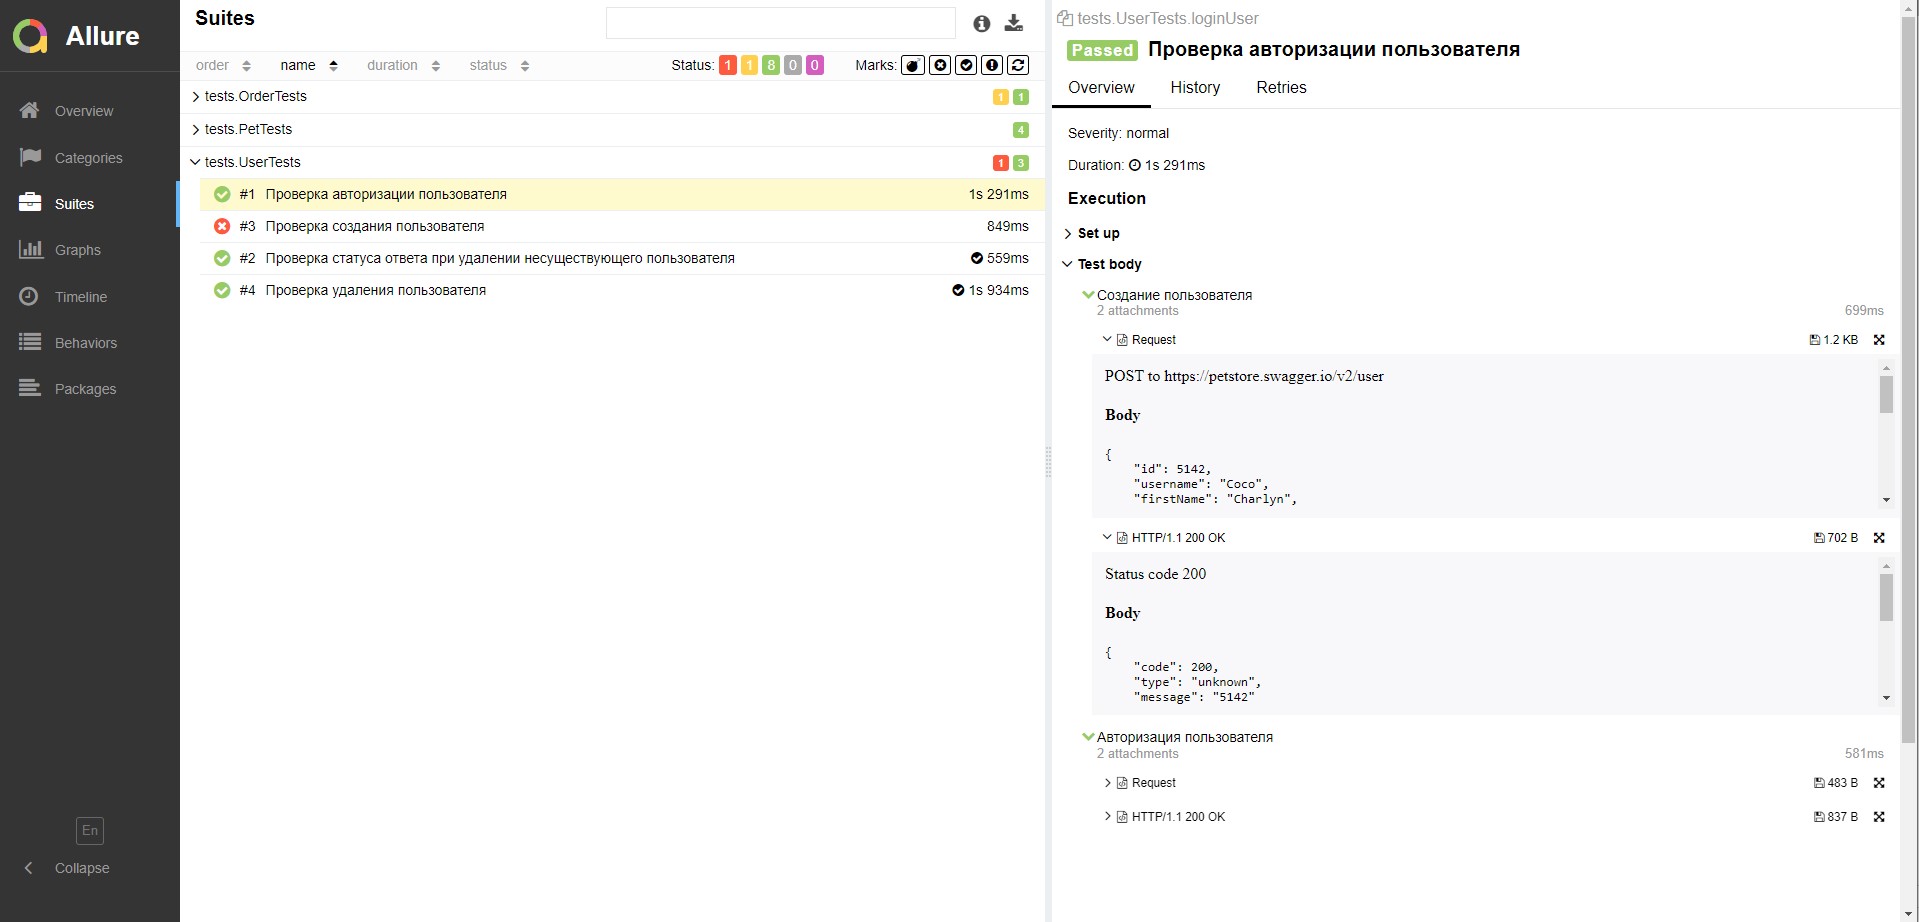 Allure
Overview
Categories
Suites
Graphs
Timeline
Behaviors
Packages
En
Collapse
Suites
order name duration status Status: 1 1 8 0 0 Marks:
tests.OrderTests 1 1
tests.PetTests 4
tests.UserTests 1 3
#1 Проверка авторизации пользователя 1s 291ms
#3 Проверка создания пользователя 849ms
#2 Проверка статуса ответа при удалении несуществующего пользователя 559ms
#4 Проверка удаления пользователя 1s 934ms
tests.UserTests.loginUser
Passed Проверка авторизации пользователя
Overview History Retries
Severity: normal
Duration: 1s 291ms
Execution
Set up
Test body
Создание пользователя
2 attachments 699ms
Request 1.2 KB
POST to https://petstore.swagger.io/v2/user
Body
{
"id": 5142,
"username": "Coco",
"firstName": "Charlyn",
HTTP/1.1 200 OK 702 B
Status code 200
Body
{
"code": 200,
"type": "unknown",
"message": "5142"
Авторизация пользователя
2 attachments 581ms
Request 483 B
HTTP/1.1 200 OK 837 B